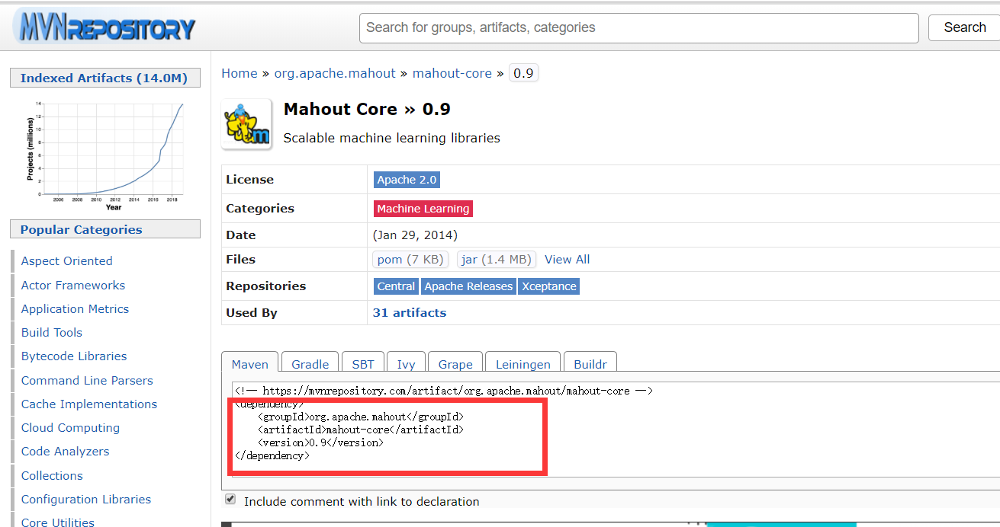 MVNREPOSITORY
Search for groups, artifacts, categories
Search
Indexed Artifacts (14.0M)
Projects (millions)
14
12
10
8
6
4
2
0
2006 2008 2010 2012 2014 2016 2018
Year
Popular Categories
Aspect Oriented
Actor Frameworks
Application Metrics
Build Tools
Bytecode Libraries
Command Line Parsers
Cache Implementations
Cloud Computing
Code Analyzers
Collections
Configuration Libraries
Core Utilities
Home » org.apache.mahout » mahout-core » 0.9
m
Mahout Core » 0.9
Scalable machine learning libraries
License Apache 2.0
Categories Machine Learning
Date (Jan 29, 2014)
Files pom (7 KB) jar (1.4 MB) View All
Repositories Central Apache Releases Xceptance
Used By 31 artifacts
Maven Gradle SBT Ivy Grape Leiningen Buildr
<!-- https://mvnrepository.com/artifact/org.apache.mahout/mahout-core -->
<dependency>
    <groupId>org.apache.mahout</groupId>
    <artifactId>mahout-core</artifactId>
    <version>0.9</version>
</dependency>
Include comment with link to declaration